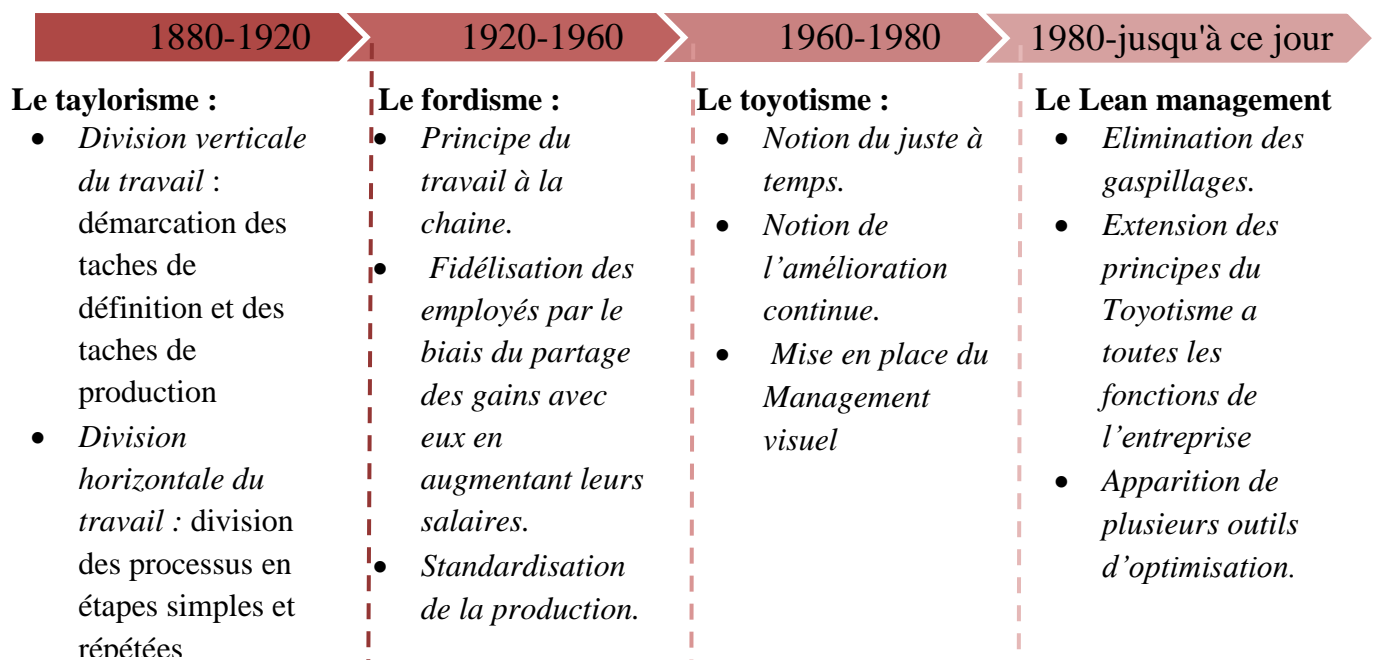 1880-1920
1920-1960
1960-1980
1980-jusqu'à ce jour
Le taylorisme :
• Division verticale
du travail :
démarcation des
taches de
définition et des
taches de
production
• Division
horizontale du
travail : division
des processus en
étapes simples et
répétées
Le fordisme :
• Principe du
travail à la
chaine.
• Fidélisation des
employés par le
biais du partage
des gains avec
eux en
augmentant leurs
salaires.
• Standardisation
de la production.
Le toyotisme :
• Notion du juste à
temps.
• Notion de
l’amélioration
continue.
• Mise en place du
Management
visuel
Le Lean management
• Elimination des
gaspillages.
• Extension des
principes du
Toyotisme a
toutes les
fonctions de
l’entreprise
• Apparition de
plusieurs outils
d’optimisation.